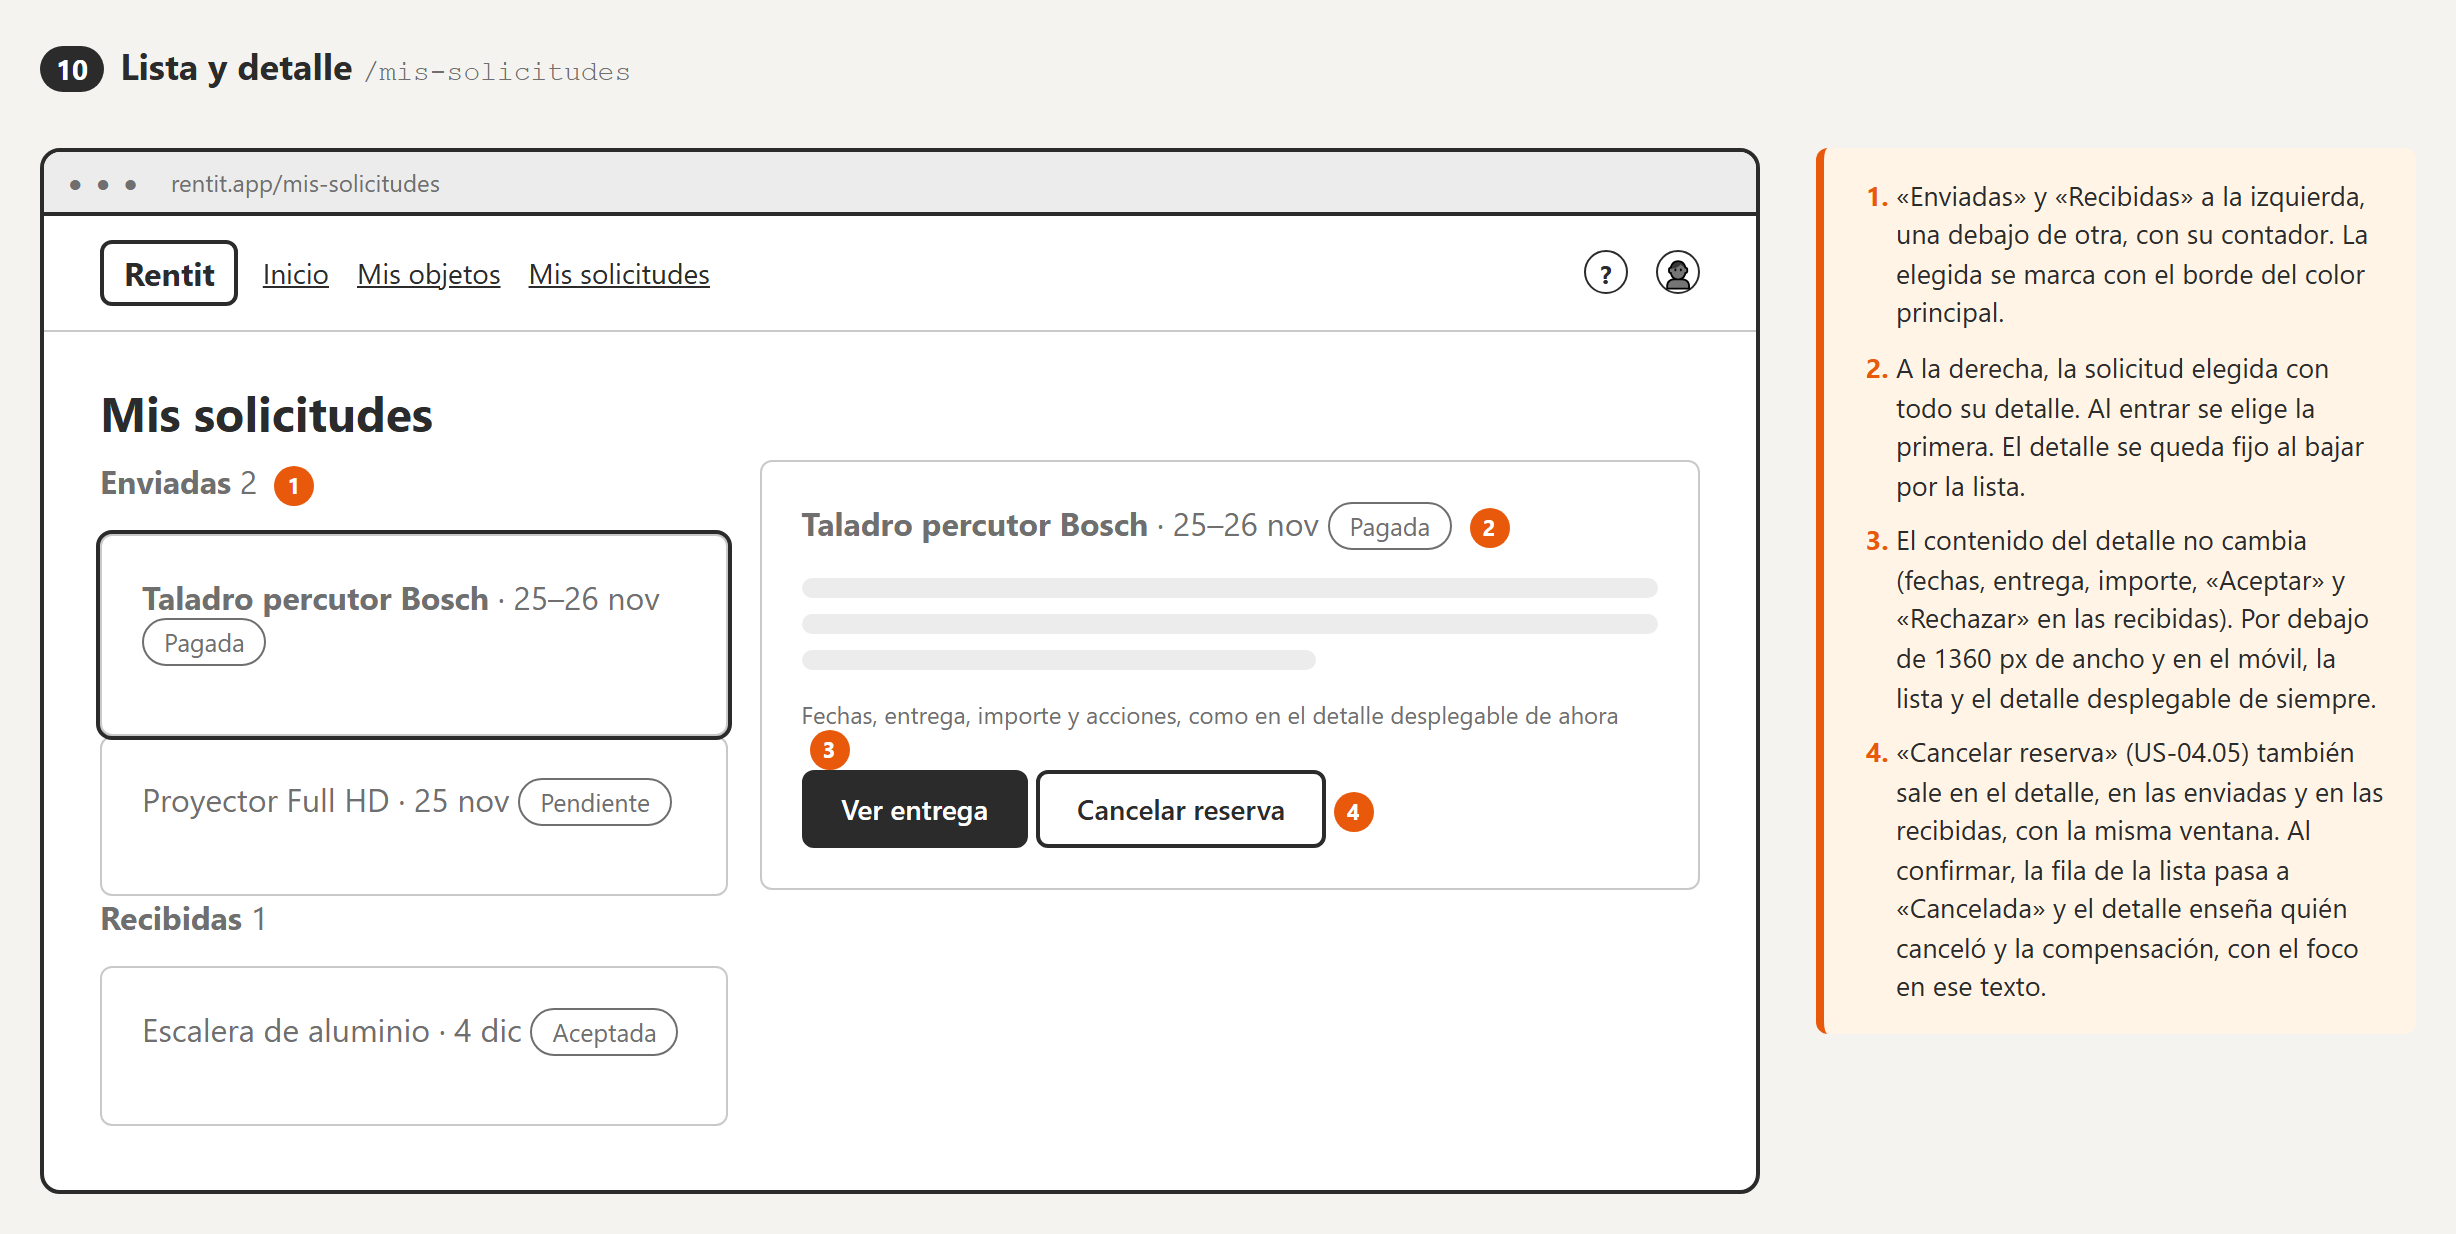 10 Lista y detalle /mis-solicitudes
rentit.app/mis-solicitudes
Rentit Inicio Mis objetos Mis solicitudes ?
Mis solicitudes
Enviadas 2 1
Taladro percutor Bosch · 25–26 nov
Pagada
Proyector Full HD · 25 nov Pendiente
Recibidas 1
Escalera de aluminio · 4 dic Aceptada
Taladro percutor Bosch · 25–26 nov Pagada 2
Fechas, entrega, importe y acciones, como en el detalle desplegable de ahora
3
Ver entrega Cancelar reserva 4
1. «Enviadas» y «Recibidas» a la izquierda,
una debajo de otra, con su contador. La
elegida se marca con el borde del color
principal.
2. A la derecha, la solicitud elegida con
todo su detalle. Al entrar se elige la
primera. El detalle se queda fijo al bajar
por la lista.
3. El contenido del detalle no cambia
(fechas, entrega, importe, «Aceptar» y
«Rechazar» en las recibidas). Por debajo
de 1360 px de ancho y en el móvil, la
lista y el detalle desplegable de siempre.
4. «Cancelar reserva» (US-04.05) también
sale en el detalle, en las enviadas y en las
recibidas, con la misma ventana. Al
confirmar, la fila de la lista pasa a
«Cancelada» y el detalle enseña quién
canceló y la compensación, con el foco
en ese texto.